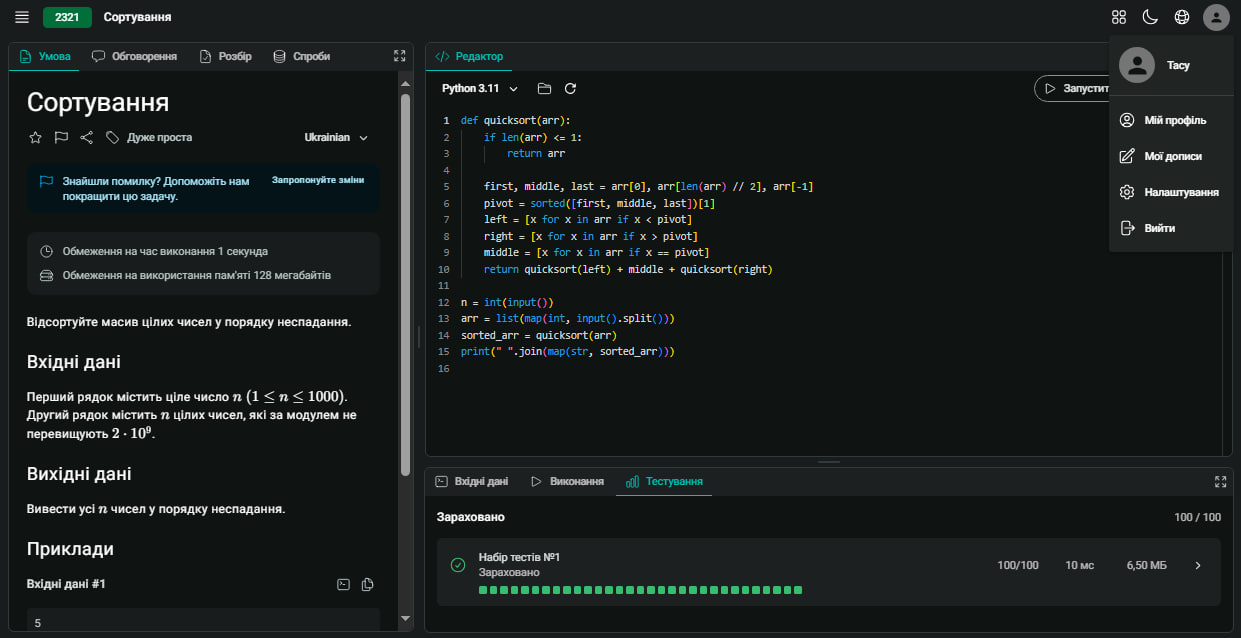 2321 Сортування
Умова Обговорення Розбір Спроби
Сортування
Дуже проста Ukrainian
Знайшли помилку? Допоможіть нам
покращити цю задачу.
Запропонуйте зміни
Обмеження на час виконання 1 секунда
Обмеження на використання пам'яті 128 мегабайтів
Відсортуйте масив цілих чисел у порядку неспадання.
Вхідні дані
Перший рядок містить ціле число n (1 ≤ n ≤ 1000).
Другий рядок містить n цілих чисел, які за модулем не
перевищують 2 · 10⁹.
Вихідні дані
Вивести усі n чисел у порядку неспадання.
Приклади
Вхідні дані #1
5
</> Редактор
Python 3.11 Запустит
1 def quicksort(arr):
2     if len(arr) <= 1:
3         return arr
4
5     first, middle, last = arr[0], arr[len(arr) // 2], arr[-1]
6     pivot = sorted([first, middle, last])[1]
7     left = [x for x in arr if x < pivot]
8     right = [x for x in arr if x > pivot]
9     middle = [x for x in arr if x == pivot]
10     return quicksort(left) + middle + quicksort(right)
11
12 n = int(input())
13 arr = list(map(int, input().split()))
14 sorted_arr = quicksort(arr)
15 print(" ".join(map(str, sorted_arr)))
16
Тасу
Мій профіль
Мої дописи
Налаштування
Вийти
Вхідні дані Виконання Тестування
Зараховано 100 / 100
Набір тестів №1
Зараховано
100/100 10 мс 6,50 МБ